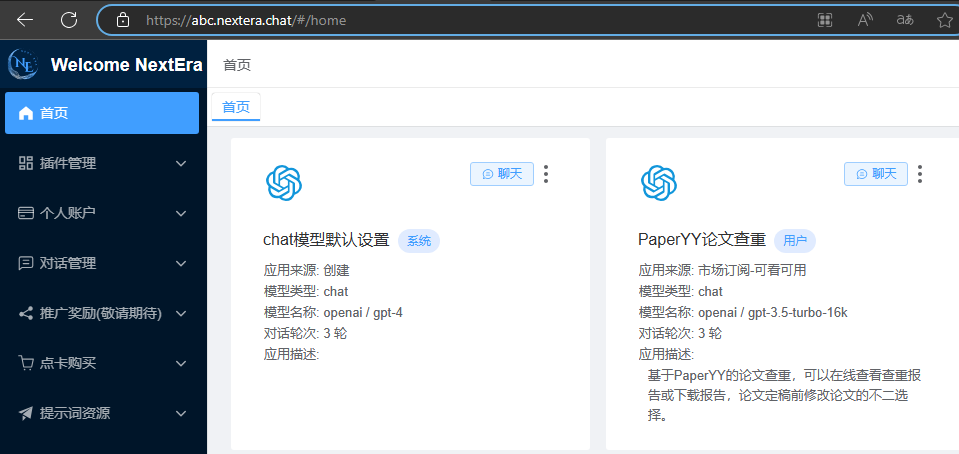 https://abc.nextera.chat/#/home
NE
Welcome NextEra
首页
首页
首页
插件管理
个人账户
对话管理
推广奖励(敬请期待)
点卡购买
提示词资源
聊天
chat模型默认设置 系统
应用来源: 创建
模型类型: chat
模型名称: openai / gpt-4
对话轮次: 3 轮
应用描述:
聊天
PaperYY论文查重 用户
应用来源: 市场订阅-可看可用
模型类型: chat
模型名称: openai / gpt-3.5-turbo-16k
对话轮次: 3 轮
应用描述:
基于PaperYY的论文查重，可以在线查看查重报
告或下载报告，论文定稿前修改论文的不二选
择。